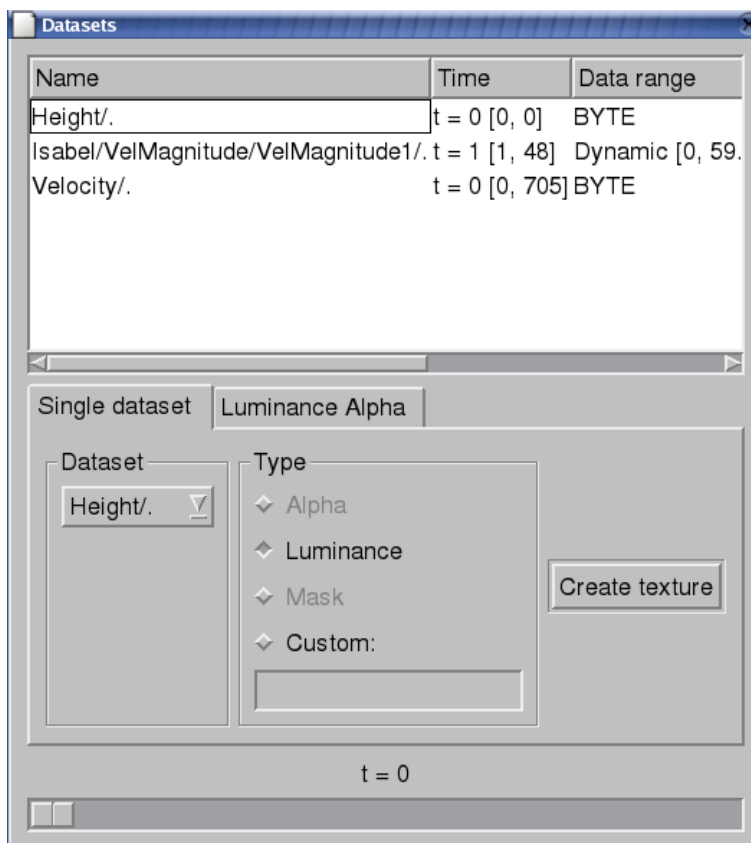 Datasets
Name Time Data range
Height/. t = 0 [0, 0] BYTE
Isabel/VelMagnitude/VelMagnitude1/. t = 1 [1, 48] Dynamic [0, 59.
Velocity/. t = 0 [0, 705] BYTE
Single dataset Luminance Alpha
Dataset Type
Height/. Alpha
Luminance
Create texture
Mask
Custom:
t = 0